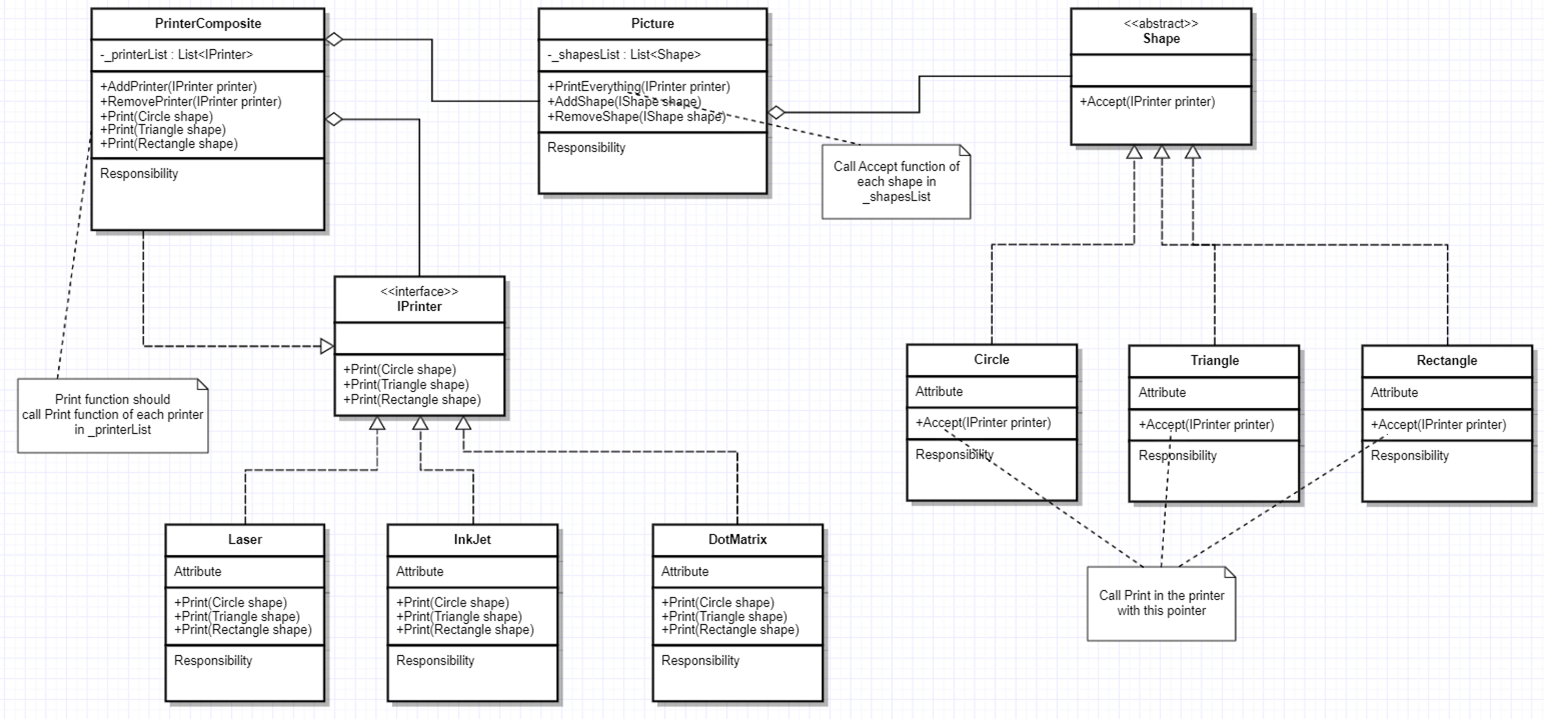 PrinterComposite
-_printerList : List<IPrinter>
+AddPrinter(IPrinter printer)
+RemovePrinter(IPrinter printer)
+Print(Circle shape)
+Print(Triangle shape)
+Print(Rectangle shape)
Responsibility
Picture
-_shapesList : List<Shape>
+PrintEverything(IPrinter printer)
+AddShape(IShape shape)
+RemoveShape(IShape shape)
Responsibility
<<abstract>>
Shape
+Accept(IPrinter printer)
Call Accept function of
each shape in
_shapesList
<<interface>>
IPrinter
+Print(Circle shape)
+Print(Triangle shape)
+Print(Rectangle shape)
Print function should
call Print function of each printer
in _printerList
Circle
Attribute
+Accept(IPrinter printer)
Responsibility
Triangle
Attribute
+Accept(IPrinter printer)
Responsibility
Rectangle
Attribute
+Accept(IPrinter printer)
Responsibility
Laser
Attribute
+Print(Circle shape)
+Print(Triangle shape)
+Print(Rectangle shape)
Responsibility
InkJet
Attribute
+Print(Circle shape)
+Print(Triangle shape)
+Print(Rectangle shape)
Responsibility
DotMatrix
Attribute
+Print(Circle shape)
+Print(Triangle shape)
+Print(Rectangle shape)
Responsibility
Call Print in the printer
with this pointer